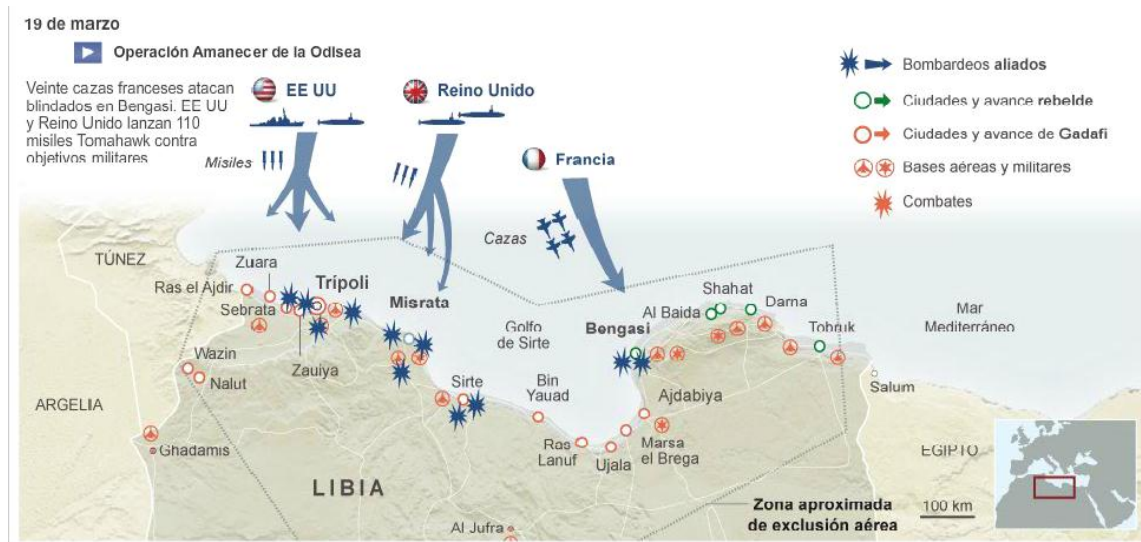 19 de marzo
Operación Amanecer de la Odisea
Veinte cazas franceses atacan
blindados en Bengasi. EE UU
y Reino Unido lanzan 110
misiles Tomahawk contra
objetivos militares
EE UU
Reino Unido
Misiles
Francia
Cazas
Bombardeos aliados
Ciudades y avance rebelde
Ciudades y avance de Gadafi
Bases aéreas y militares
Combates
TÚNEZ
Zuara
Ras el Ajdir
Trípoli
Sebrata
Misrata
Wazin
Nalut
Zauiya
Golfo
de Sirte
Shahat
Al Baida
Darna
Bengasi
Tobruk
Mar
Mediterráneo
Salum
ARGELIA
Ghadamis
Sirte
Bin
Yauad
Ajdabiya
Ras
Lanuf
Ujala
Marsa
el Brega
EGIPTO
LIBIA
Al Jufra
Zona aproximada
de exclusión aérea
100 km